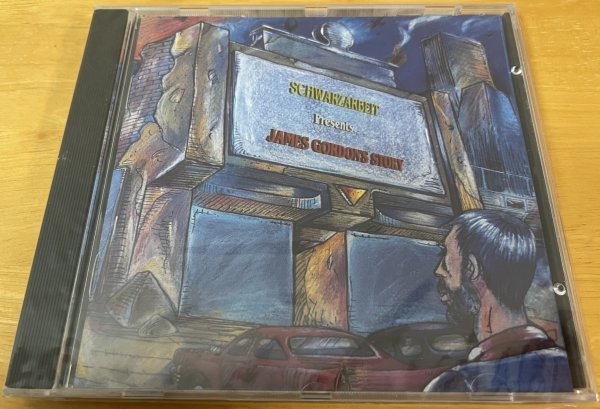 SCHWARZARBEIT
Presents
JAMES GORDON'S STORY